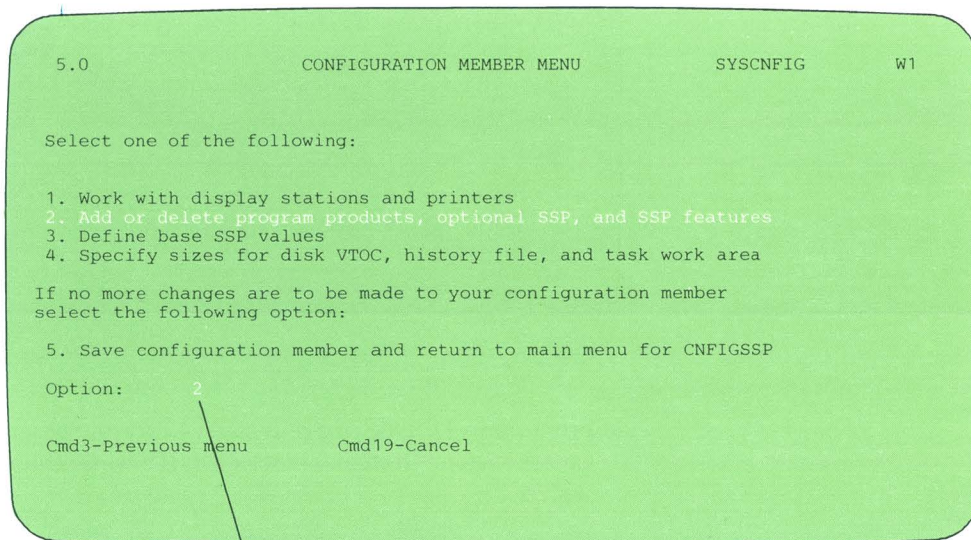 5.0 CONFIGURATION MEMBER MENU SYSCNFIG W1
Select one of the following:
1. Work with display stations and printers
2. Add or delete program products, optional SSP, and SSP features
3. Define base SSP values
4. Specify sizes for disk VTOC, history file, and task work area
If no more changes are to be made to your configuration member
select the following option:
5. Save configuration member and return to main menu for CNFIGSSP
Option: 2
Cmd3-Previous menu Cmd19-Cancel